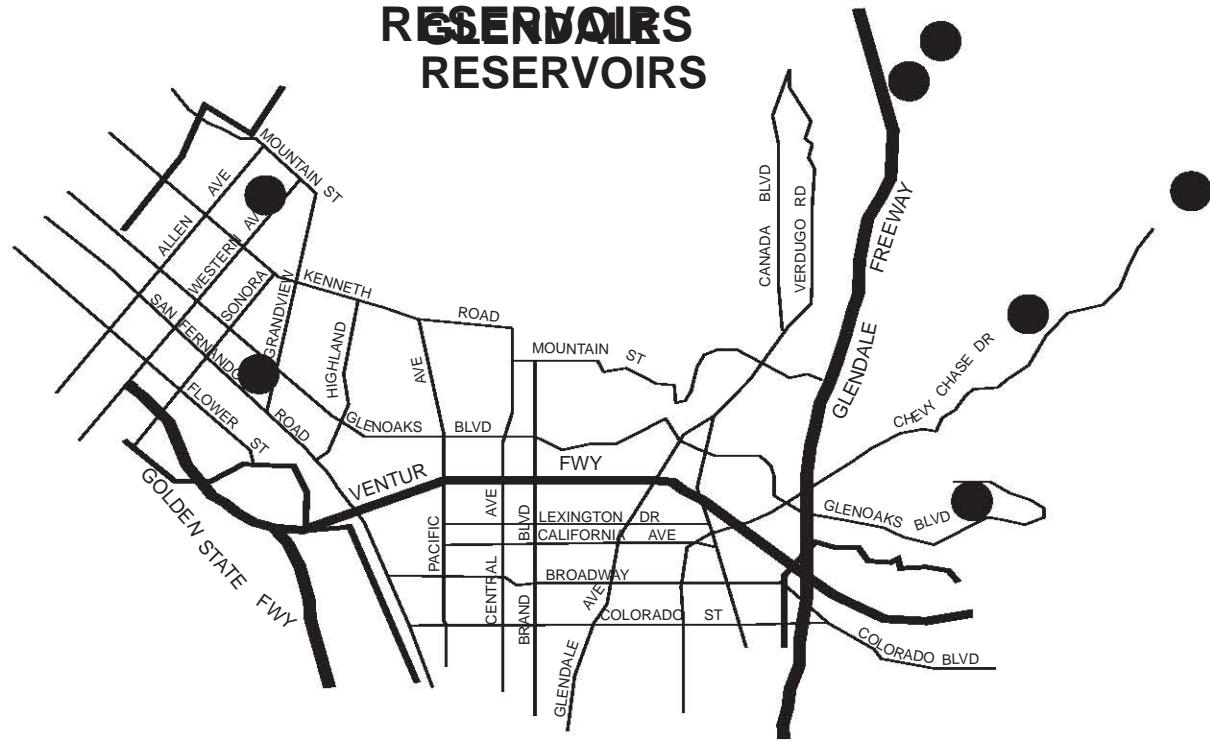 RESERVOIRS
GLENDALE
RESERVOIRS
MOUNTAIN ST
ALLEN AVE
WESTERN AVE
SONORA
GRANDVIEW
KENNETH ROAD
HIGHLAND
AVE
SAN FERNANDO ROAD
FLOWER ST
GLENOAKS BLVD
MOUNTAIN ST
CANADA BLVD
VERDUGO RD
GLENDALE FREEWAY
CHEVY CHASE DR
GOLDEN STATE FWY
VENTUR FWY
PACIFIC
CENTRAL AVE
BRAND BLVD
LEXINGTON DR
CALIFORNIA AVE
BROADWAY
COLORADO ST
GLENDALE AVE
GLENOAKS BLVD
COLORADO BLVD